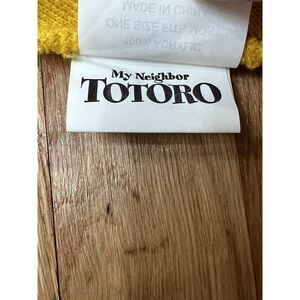 MADE IN CHINA
ONE SIZE FITS MOST
100% ACRYLIC
My Neighbor
TOTORO